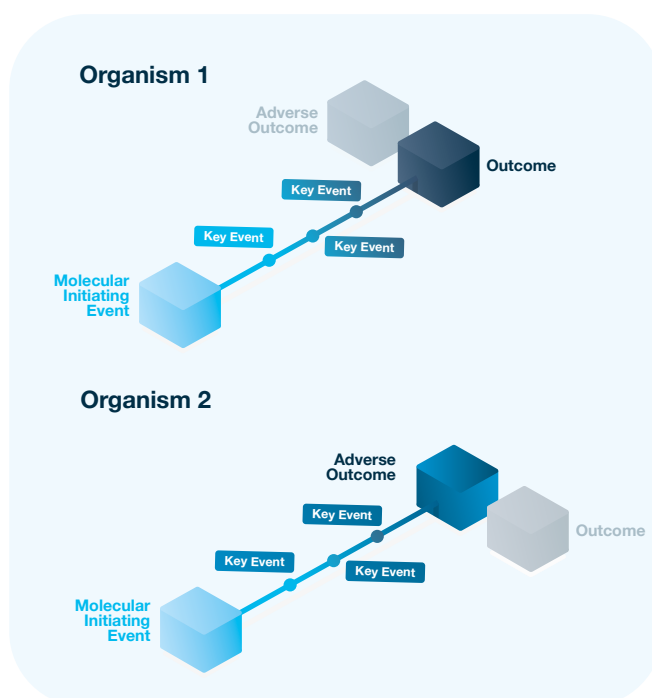 Organism 1
Adverse
Outcome
Outcome
Key Event
Key Event
Key Event
Molecular
Initiating
Event
Organism 2
Adverse
Outcome
Key Event
Outcome
Key Event
Key Event
Molecular
Initiating
Event